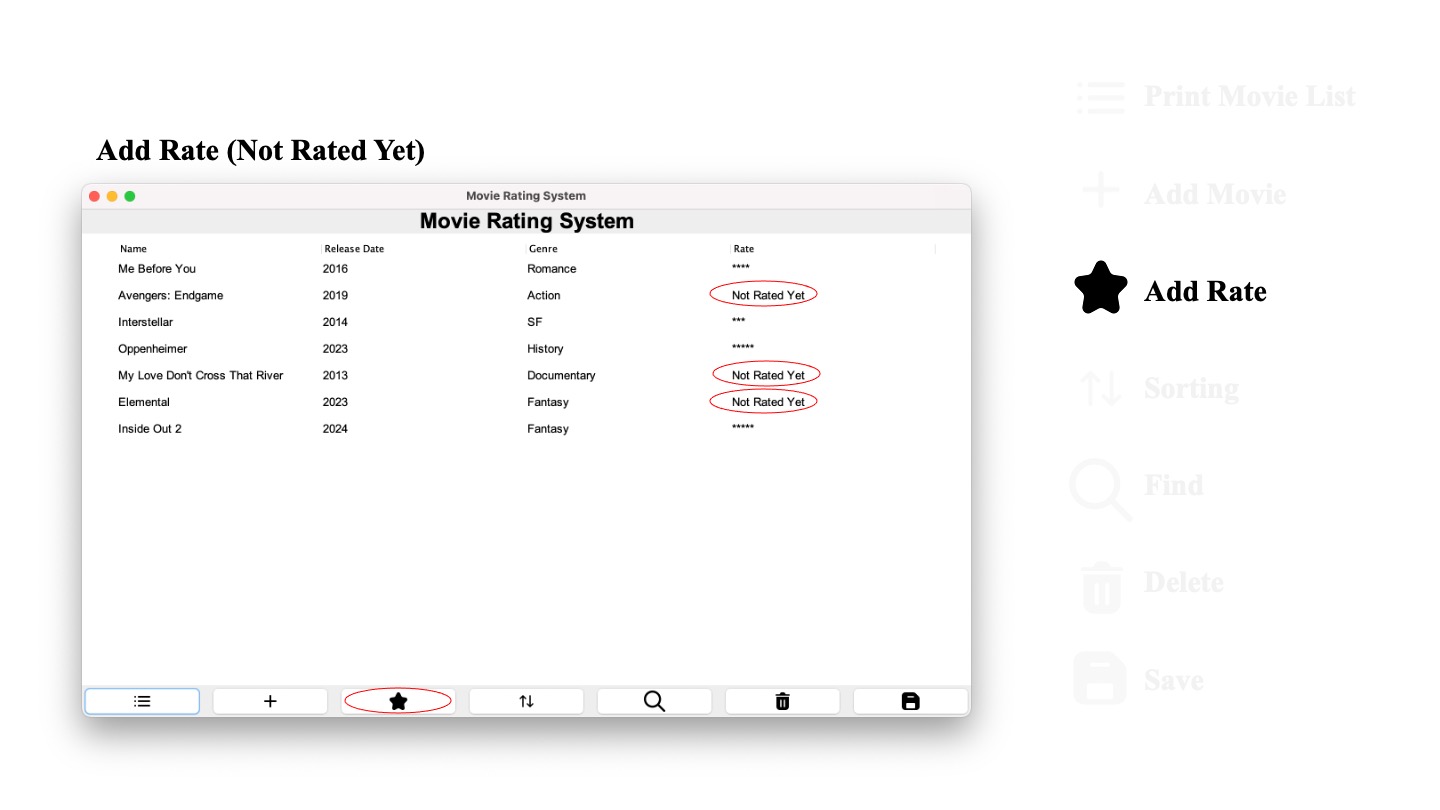 Print Movie List
Add Movie
Add Rate (Not Rated Yet)
Movie Rating System
Movie Rating System
Name Release Date Genre Rate
Me Before You 2016 Romance ****
Avengers: Endgame 2019 Action Not Rated Yet
Interstellar 2014 SF ***
Oppenheimer 2023 History *****
My Love Don't Cross That River 2013 Documentary Not Rated Yet
Elemental 2023 Fantasy Not Rated Yet
Inside Out 2 2024 Fantasy *****
Add Rate
Sorting
Find
Delete
Save